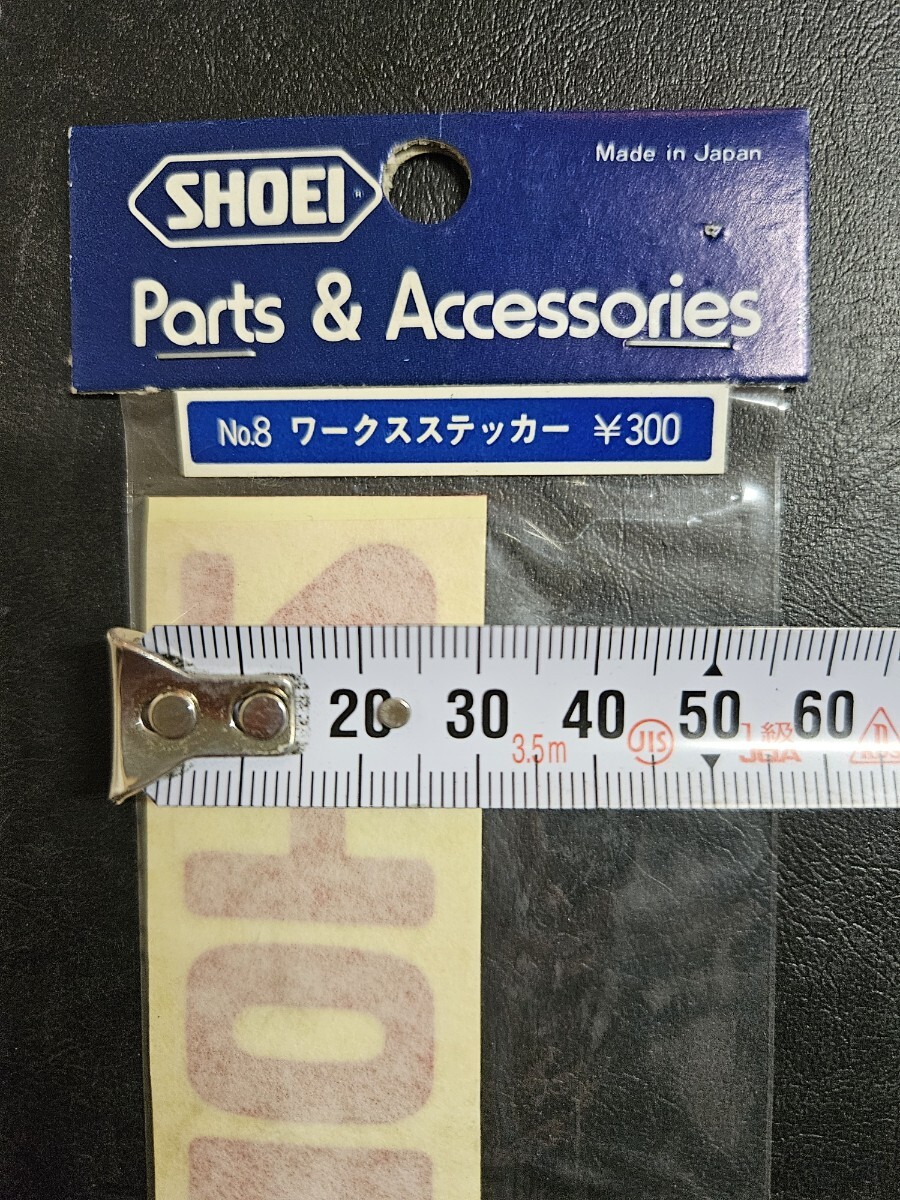 SHOEI
Made in Japan
Parts & Accessories
No.8 ワークスステッカー ¥300
20 30 40 50 60
3.5m JIS 1級
SHO